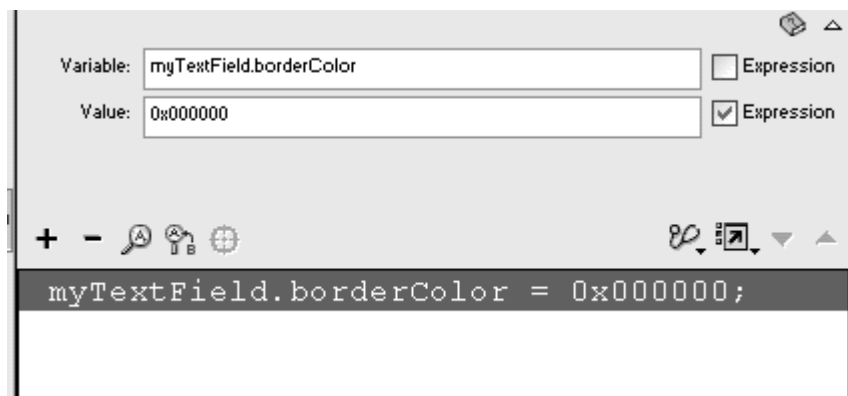 Variable: myTextField.borderColor Expression
Value: 0x000000 Expression
myTextField.borderColor = 0x000000;